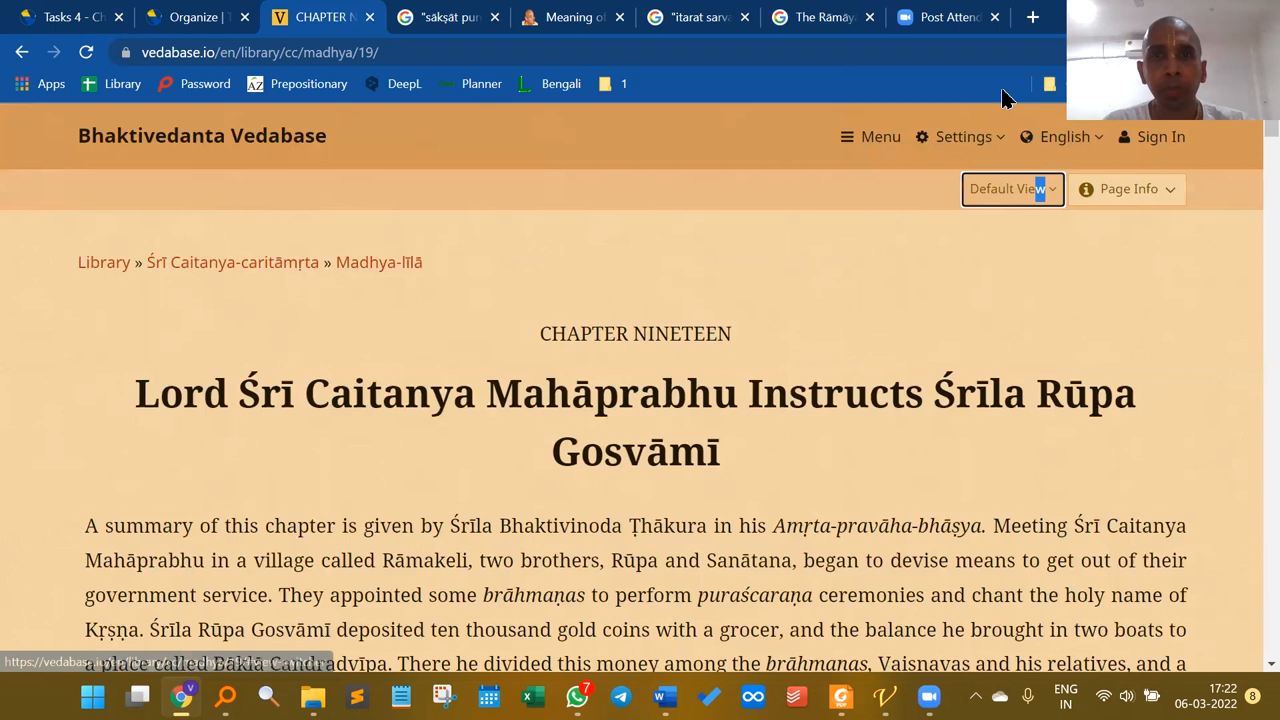 Tasks 4 - Ch
Organize | T
CHAPTER N
"sākṣāt pur
Meaning of
"itarat sarva
The Rāmāy
Post Attend
vedabase.io/en/library/cc/madhya/19/
Apps
Library
Password
Prepositionary
DeepL
Planner
Bengali
1
Bhaktivedanta Vedabase
Menu
Settings
English
Sign In
Default View
Page Info
Library » Śrī Caitanya-caritāmṛta » Madhya-līlā
CHAPTER NINETEEN
Lord Śrī Caitanya Mahāprabhu Instructs Śrīla Rūpa
Gosvāmī
A summary of this chapter is given by Śrīla Bhaktivinoda Ṭhākura in his Amṛta-pravāha-bhāṣya. Meeting Śrī Caitanya
Mahāprabhu in a village called Rāmakeli, two brothers, Rūpa and Sanātana, began to devise means to get out of their
government service. They appointed some brāhmaṇas to perform puraścaraṇa ceremonies and chant the holy name of
Kṛṣṇa. Śrīla Rūpa Gosvāmī deposited ten thousand gold coins with a grocer, and the balance he brought in two boats to
a place called Bāklā Candradvīpa. There he divided this money among the brāhmaṇas, Vaiṣṇavas and his relatives, and a
7
ENG
IN
17:22
06-03-2022
8